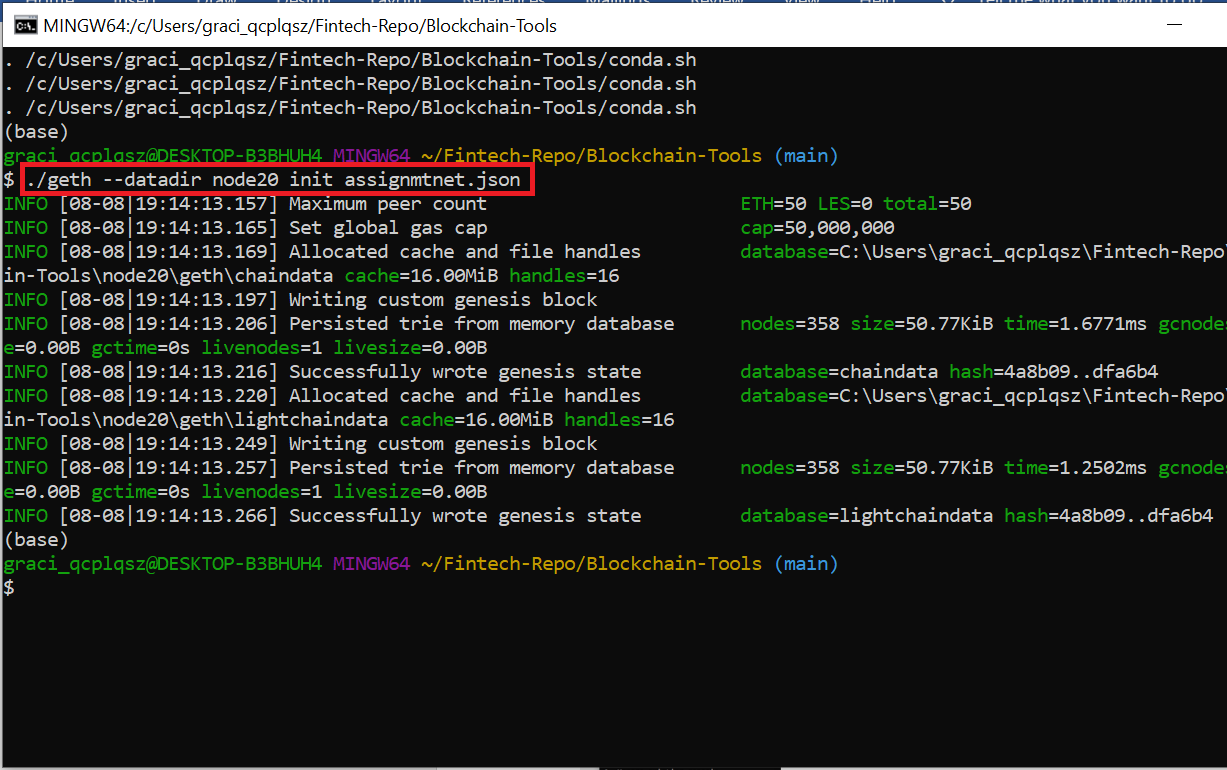 MINGW64:/c/Users/graci_qcplqsz/Fintech-Repo/Blockchain-Tools
. /c/Users/graci_qcplqsz/Fintech-Repo/Blockchain-Tools/conda.sh
. /c/Users/graci_qcplqsz/Fintech-Repo/Blockchain-Tools/conda.sh
. /c/Users/graci_qcplqsz/Fintech-Repo/Blockchain-Tools/conda.sh
(base)
graci_qcplqsz@DESKTOP-B3BHUH4 MINGW64 ~/Fintech-Repo/Blockchain-Tools (main)
$ ./geth --datadir node20 init assignmtnet.json
INFO [08-08|19:14:13.157] Maximum peer count ETH=50 LES=0 total=50
INFO [08-08|19:14:13.165] Set global gas cap cap=50,000,000
INFO [08-08|19:14:13.169] Allocated cache and file handles database=C:\Users\graci_qcplqsz\Fintech-Repo\
in-Tools\node20\geth\chaindata cache=16.00MiB handles=16
INFO [08-08|19:14:13.197] Writing custom genesis block
INFO [08-08|19:14:13.206] Persisted trie from memory database nodes=358 size=50.77KiB time=1.6771ms gcnodes
e=0.00B gctime=0s livenodes=1 livesize=0.00B
INFO [08-08|19:14:13.216] Successfully wrote genesis state database=chaindata hash=4a8b09..dfa6b4
INFO [08-08|19:14:13.220] Allocated cache and file handles database=C:\Users\graci_qcplqsz\Fintech-Repo\
in-Tools\node20\geth\lightchaindata cache=16.00MiB handles=16
INFO [08-08|19:14:13.249] Writing custom genesis block
INFO [08-08|19:14:13.257] Persisted trie from memory database nodes=358 size=50.77KiB time=1.2502ms gcnodes
e=0.00B gctime=0s livenodes=1 livesize=0.00B
INFO [08-08|19:14:13.266] Successfully wrote genesis state database=lightchaindata hash=4a8b09..dfa6b4
(base)
graci_qcplqsz@DESKTOP-B3BHUH4 MINGW64 ~/Fintech-Repo/Blockchain-Tools (main)
$